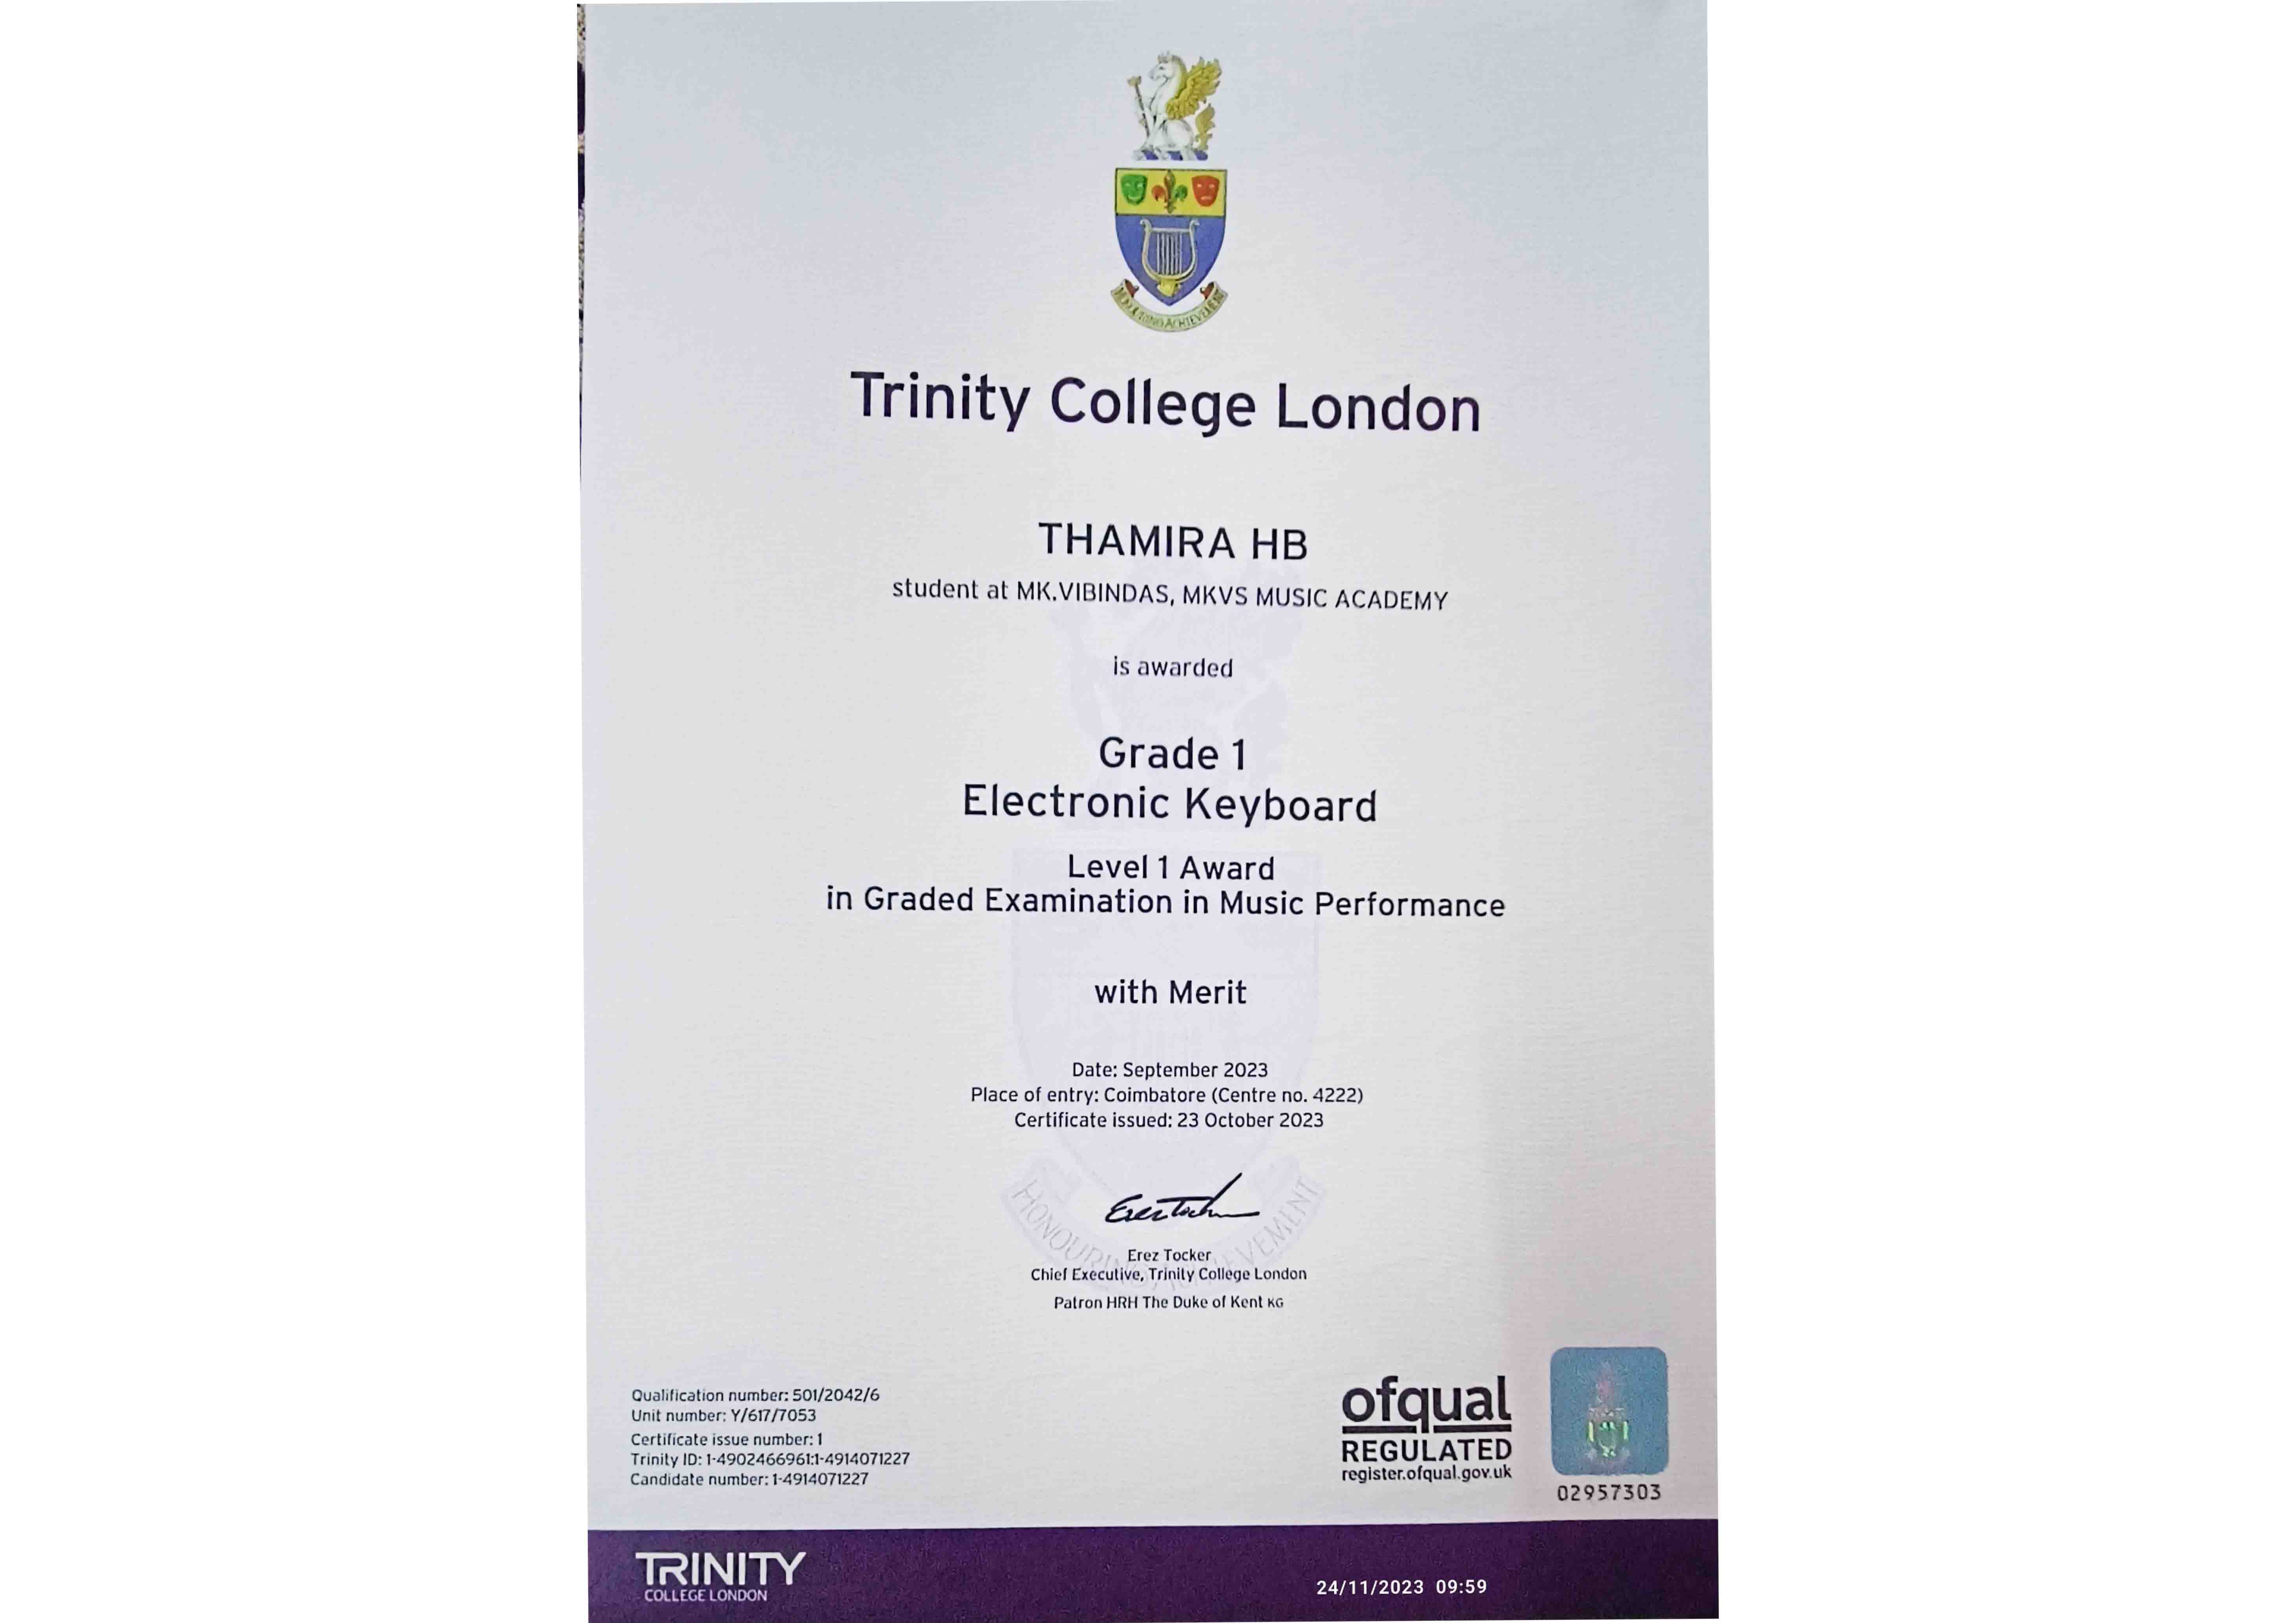 Trinity College London
THAMIRA HB
student at MK.VIBINDAS, MKVS MUSIC ACADEMY
is awarded
Grade 1
Electronic Keyboard
Level 1 Award
in Graded Examination in Music Performance
with Merit
Date: September 2023
Place of entry: Coimbatore (Centre no. 4222)
Certificate issued: 23 October 2023
HONOURING ACHIEVEMENT
Erez Tocker
Chief Executive, Trinity College London
Patron HRH The Duke of Kent KG
Qualification number: 501/2042/6
Unit number: Y/617/7053
Certificate issue number: 1
Trinity ID: 1-4902466961:1-4914071227
Candidate number: 1-4914071227
ofqual
REGULATED
register.ofqual.gov.uk
02957303
TRINITY
COLLEGE LONDON
24/11/2023 09:59